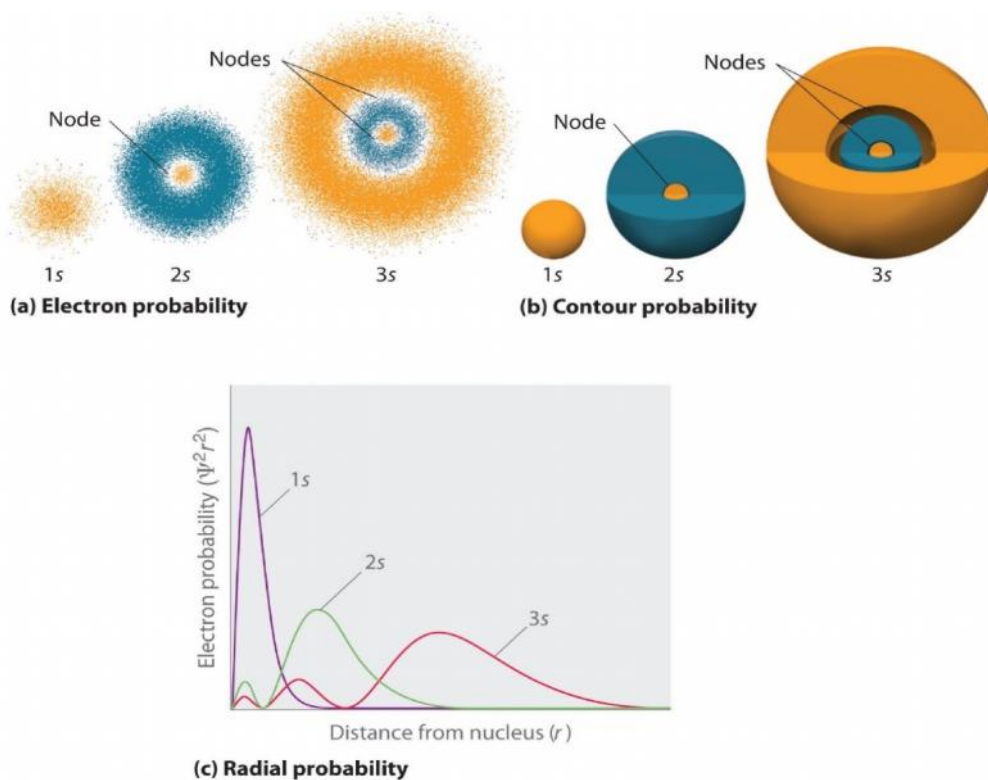 Nodes
Node
1s
2s
3s
(a) Electron probability
Nodes
Node
1s
2s
3s
(b) Contour probability
Electron probability (Ψ²r²)
1s
2s
3s
Distance from nucleus (r)
(c) Radial probability